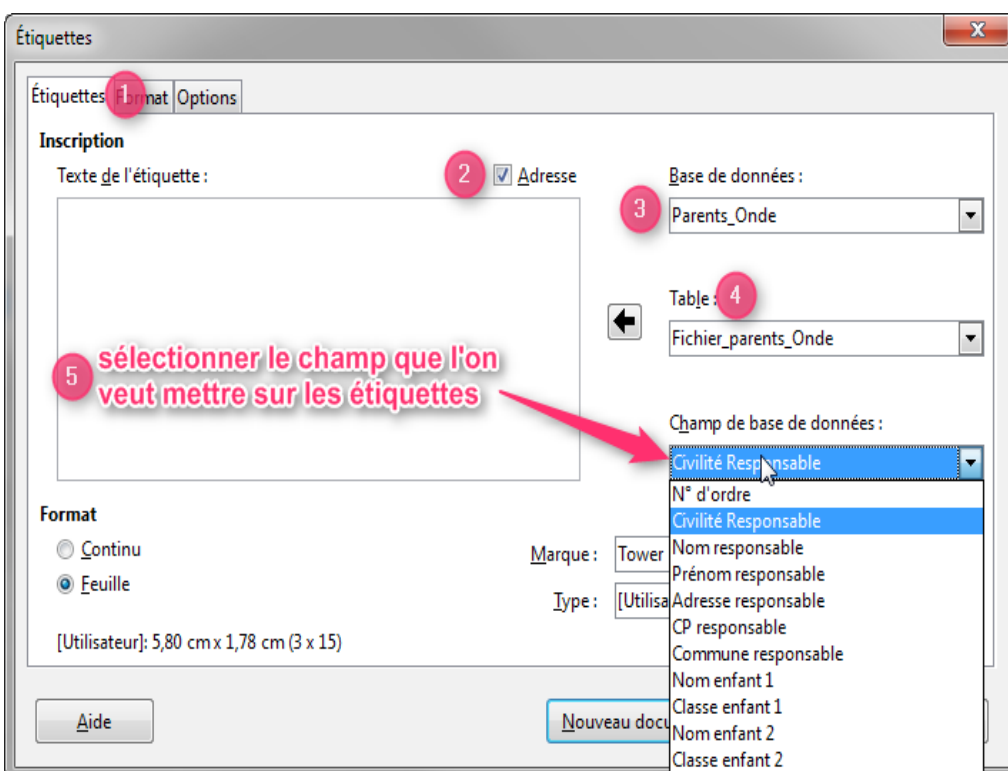 Étiquettes
x
Étiquettes 1 Format Options
Inscription
Texte de l'étiquette :
2 Adresse
Base de données :
3 Parents_Onde
Table : 4
Fichier_parents_Onde
5 sélectionner le champ que l'on
veut mettre sur les étiquettes
Champ de base de données :
Civilité Responsable
N° d'ordre
Civilité Responsable
Nom responsable
Prénom responsable
Adresse responsable
CP responsable
Commune responsable
Nom enfant 1
Classe enfant 1
Nom enfant 2
Classe enfant 2
Format
Continu
Feuille
Marque : Tower
Type : [Utilisa
[Utilisateur]: 5,80 cm x 1,78 cm (3 x 15)
Aide
Nouveau docu